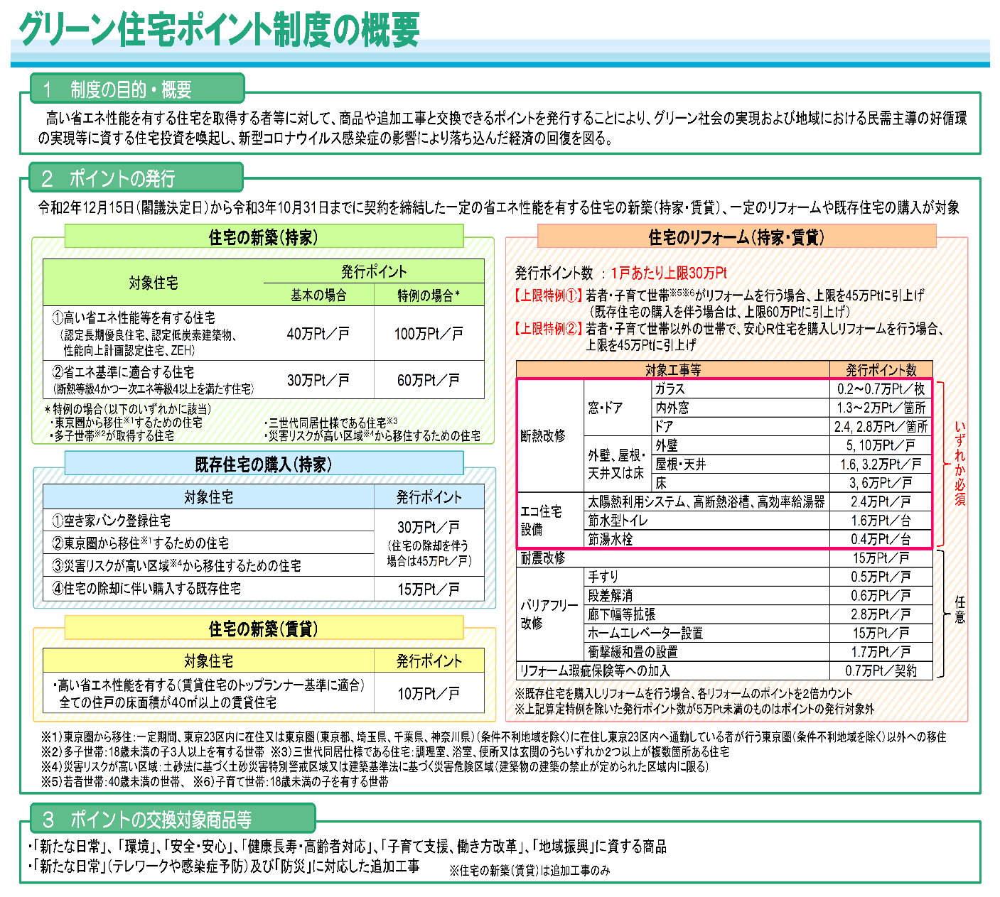 グリーン住宅ポイント制度の概要
1 制度の目的・概要
高い省エネ性能を有する住宅を取得する者等に対して、商品や追加工事と交換できるポイントを発行することにより、グリーン社会の実現および地域における民需主導の好循環
の実現等に資する住宅投資を喚起し、新型コロナウイルス感染症の影響により落ち込んだ経済の回復を図る。
2 ポイントの発行
令和2年12月15日(閣議決定日)から令和3年10月31日までに契約を締結した一定の省エネ性能を有する住宅の新築(持家・賃貸)、一定のリフォームや既存住宅の購入が対象
住宅の新築(持家)
対象住宅
発行ポイント
基本の場合 特例の場合*
①高い省エネ性能等を有する住宅
(認定長期優良住宅、認定低炭素建築物、
性能向上計画認定住宅、ZEH)
40万Pt/戸 100万Pt/戸
②省エネ基準に適合する住宅
(断熱等級4かつ一次エネ等級4以上を満たす住宅)
30万Pt/戸 60万Pt/戸
*特例の場合(以下のいずれかに該当)
・東京圏から移住※1するための住宅 ・三世代同居仕様である住宅※3
・多子世帯※2が取得する住宅 ・災害リスクが高い区域※4から移住するための住宅
既存住宅の購入(持家)
対象住宅 発行ポイント
①空き家バンク登録住宅
②東京圏から移住※1するための住宅
③災害リスクが高い区域※4から移住するための住宅
30万Pt/戸
(住宅の除却を伴う
場合は45万Pt/戸)
④住宅の除却に伴い購入する既存住宅 15万Pt/戸
住宅の新築(賃貸)
対象住宅 発行ポイント
・高い省エネ性能を有する(賃貸住宅のトップランナー基準に適合)
全ての住戸の床面積が40㎡以上の賃貸住宅
10万Pt/戸
住宅のリフォーム(持家・賃貸)
発行ポイント数 :1戸あたり上限30万Pt
【上限特例①】若者・子育て世帯※5※6がリフォームを行う場合、上限を45万Ptに引上げ
(既存住宅の購入を伴う場合は、上限60万Ptに引上げ)
【上限特例②】若者・子育て世帯以外の世帯で、安心R住宅を購入しリフォームを行う場合、
上限を45万Ptに引上げ
対象工事等 発行ポイント数
断熱改修
窓・ドア
ガラス 0.2~0.7万Pt/枚
内外窓 1.3~2万Pt/箇所
ドア 2.4, 2.8万Pt/箇所
外壁、屋根・
天井又は床
外壁 5, 10万Pt/戸
屋根・天井 1.6, 3.2万Pt/戸
床 3, 6万Pt/戸
エコ住宅
設備
太陽熱利用システム、高断熱浴槽、高効率給湯器 2.4万Pt/戸
節水型トイレ 1.6万Pt/台
節湯水栓 0.4万Pt/台
いずれか必須
耐震改修 15万Pt/戸
バリアフリー
改修
手すり 0.5万Pt/戸
段差解消 0.6万Pt/戸
廊下幅等拡張 2.8万Pt/戸
ホームエレベーター設置 15万Pt/戸
衝撃緩和畳の設置 1.7万Pt/戸
リフォーム瑕疵保険等への加入 0.7万Pt/契約
任意
※既存住宅を購入しリフォームを行う場合、各リフォームのポイントを2倍カウント
※上記算定特例を除いた発行ポイント数が5万Pt未満のものはポイントの発行対象外
※1)東京圏から移住:一定期間、東京23区内に在住又は東京圏(東京都、埼玉県、千葉県、神奈川県)(条件不利地域を除く)に在住し東京23区内へ通勤している者が行う東京圏(条件不利地域を除く)以外への移住
※2)多子世帯:18歳未満の子3人以上を有する世帯 ※3)三世代同居仕様である住宅:調理室、浴室、便所又は玄関のうちいずれか2つ以上が複数箇所ある住宅
※4)災害リスクが高い区域:土砂法に基づく土砂災害特別警戒区域又は建築基準法に基づく災害危険区域(建築物の建築の禁止が定められた区域内に限る)
※5)若者世帯:40歳未満の世帯、 ※6)子育て世帯:18歳未満の子を有する世帯
3 ポイントの交換対象商品等
・「新たな日常」、「環境」、「安全・安心」、「健康長寿・高齢者対応」、「子育て支援、働き方改革」、「地域振興」に資する商品
・「新たな日常」(テレワークや感染症予防)及び「防災」に対応した追加工事 ※住宅の新築(賃貸)は追加工事のみ